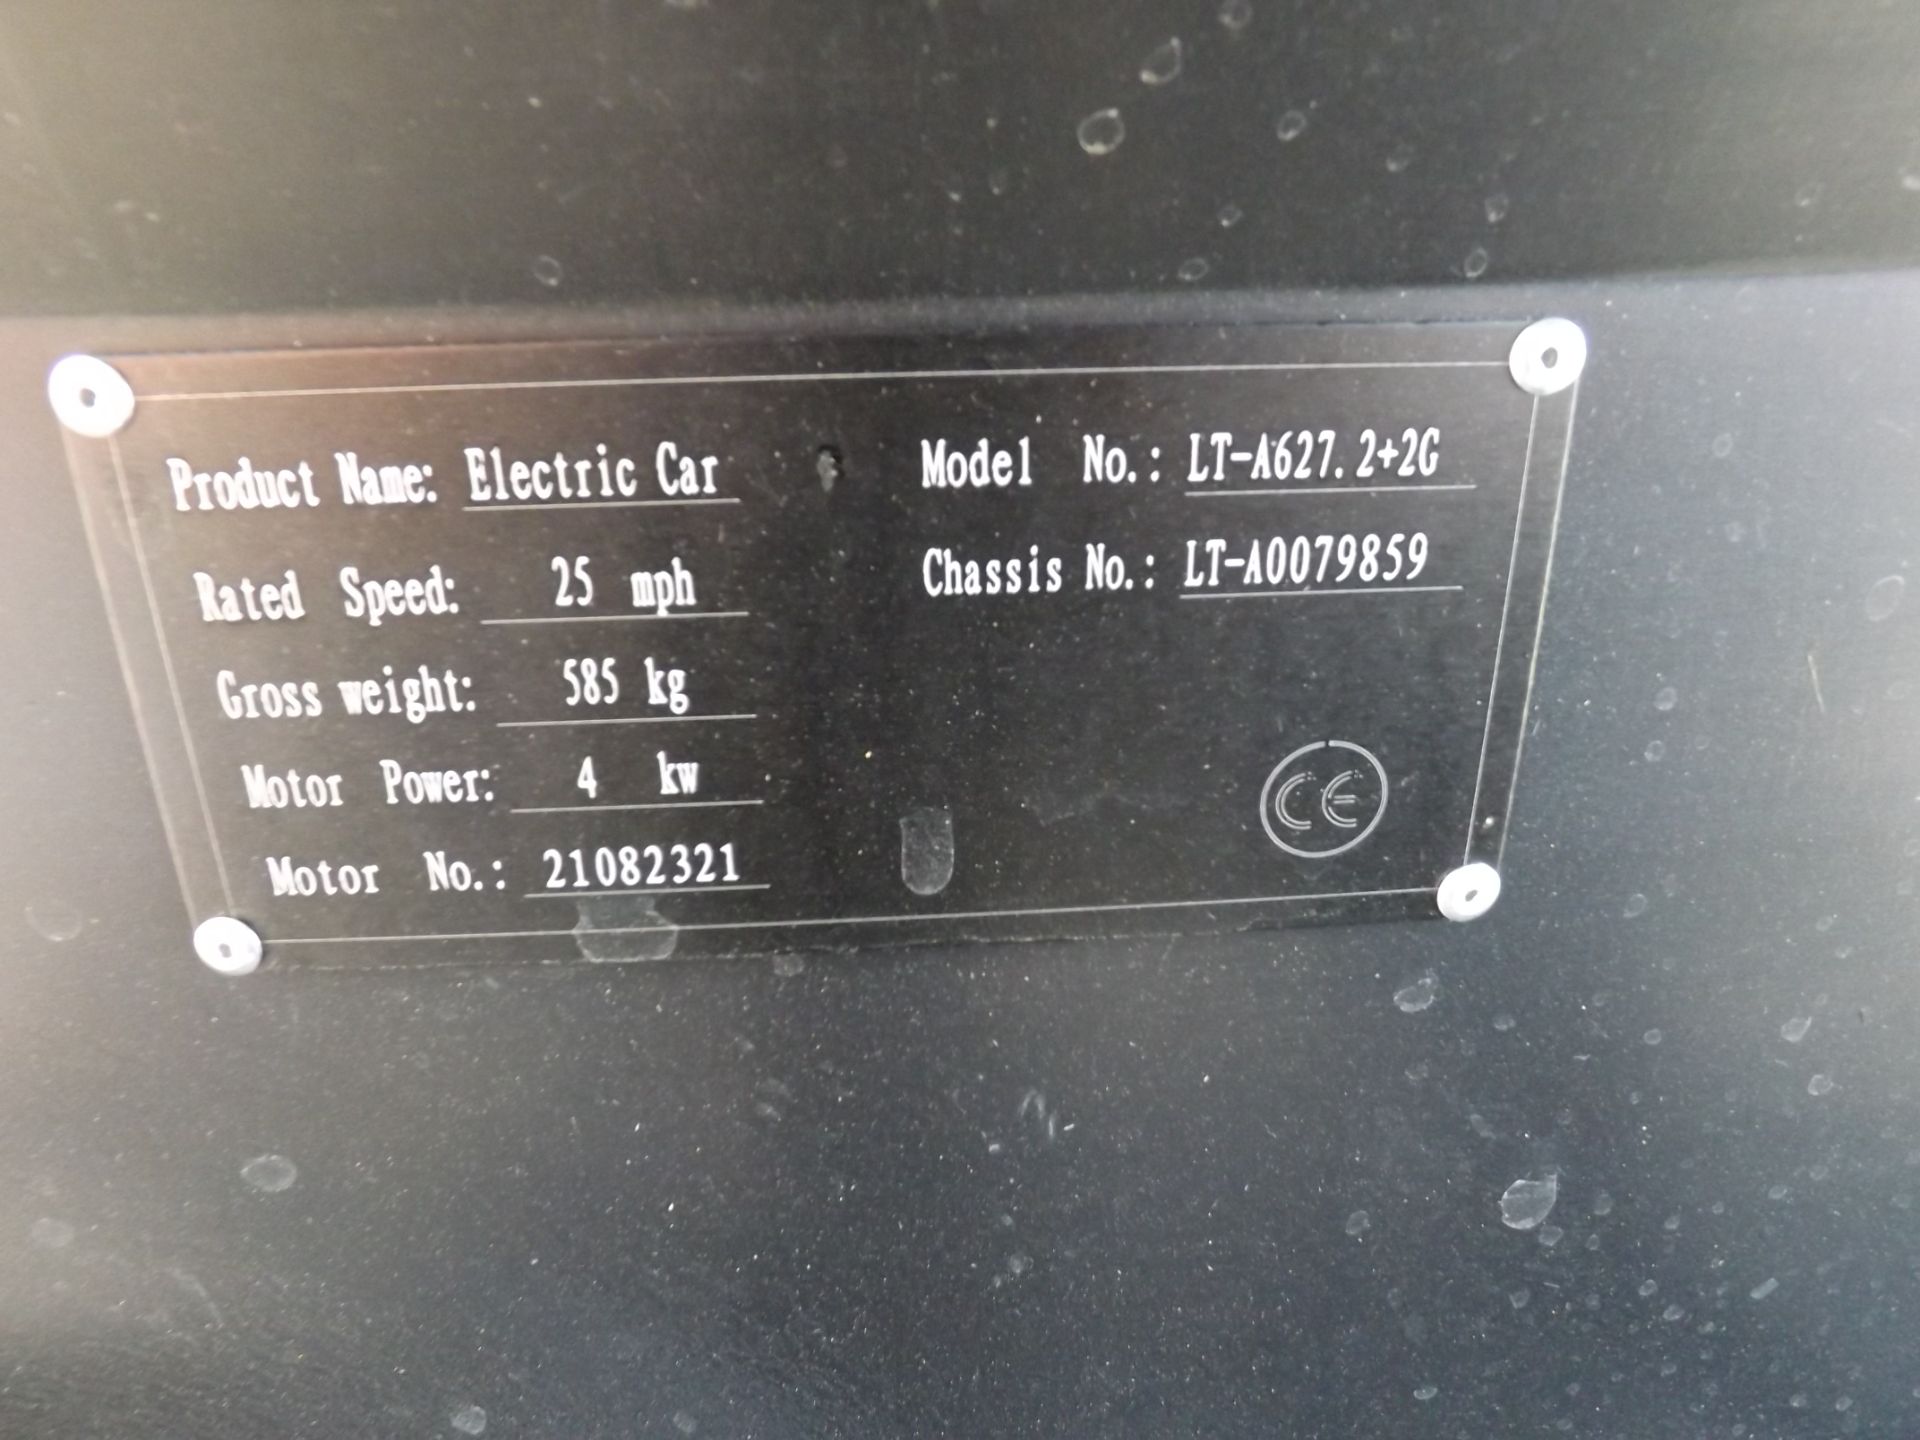 Product Name: Electric Car
Rated Speed: 25 mph
Gross weight: 585 kg
Motor Power: 4 kw
Motor No.: 21082321
Model No.: LT-A627.2+2G
Chassis No.: LT-A0079859
CE